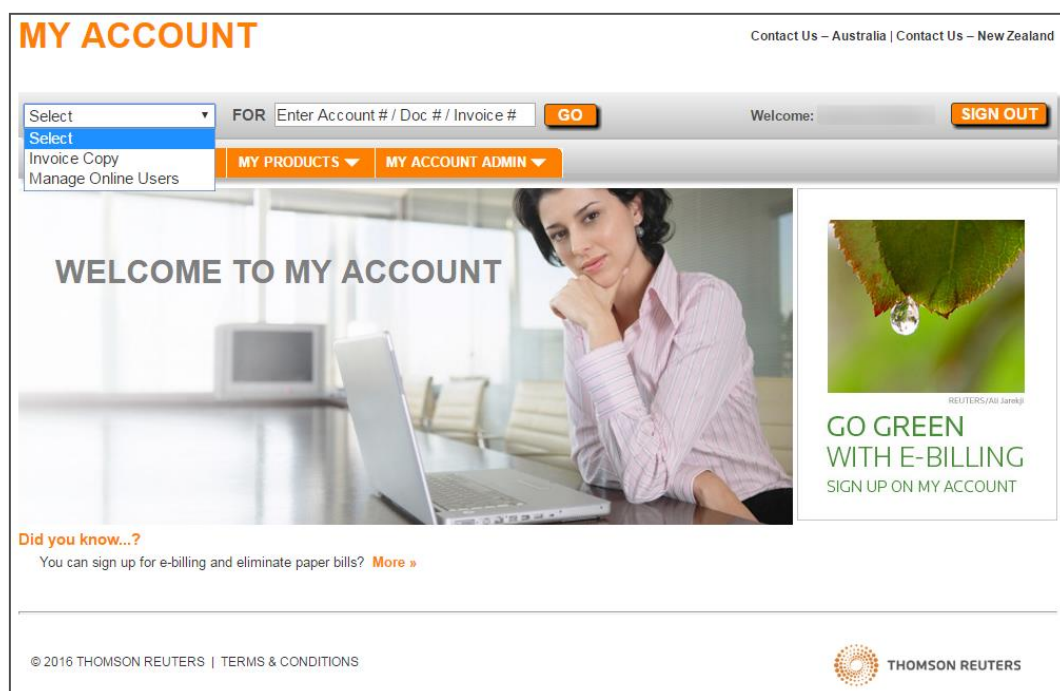 MY ACCOUNT
Contact Us – Australia | Contact Us – New Zealand
Select
FOR
Enter Account # / Doc # / Invoice #
GO
Welcome:
SIGN OUT
Select
Invoice Copy
Manage Online Users
MY PRODUCTS
MY ACCOUNT ADMIN
WELCOME TO MY ACCOUNT
REUTERS/Ali Jarekji
GO GREEN
WITH E-BILLING
SIGN UP ON MY ACCOUNT
Did you know...?
You can sign up for e-billing and eliminate paper bills? More »
© 2016 THOMSON REUTERS | TERMS & CONDITIONS
THOMSON REUTERS